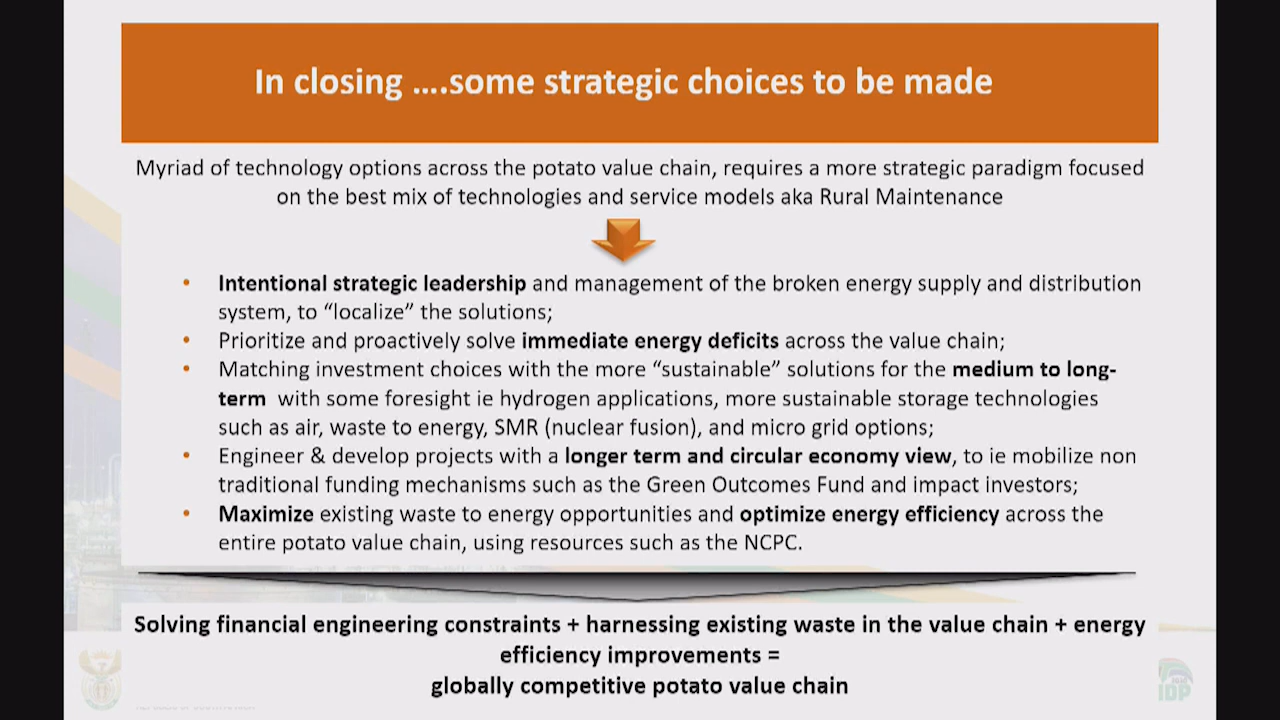 In closing ....some strategic choices to be made
Myriad of technology options across the potato value chain, requires a more strategic paradigm focused
on the best mix of technologies and service models aka Rural Maintenance
• Intentional strategic leadership and management of the broken energy supply and distribution
system, to “localize” the solutions;
• Prioritize and proactively solve immediate energy deficits across the value chain;
• Matching investment choices with the more “sustainable” solutions for the medium to long-
term with some foresight ie hydrogen applications, more sustainable storage technologies
such as air, waste to energy, SMR (nuclear fusion), and micro grid options;
• Engineer & develop projects with a longer term and circular economy view, to ie mobilize non
traditional funding mechanisms such as the Green Outcomes Fund and impact investors;
• Maximize existing waste to energy opportunities and optimize energy efficiency across the
entire potato value chain, using resources such as the NCPC.
Solving financial engineering constraints + harnessing existing waste in the value chain + energy
efficiency improvements =
globally competitive potato value chain
IDP